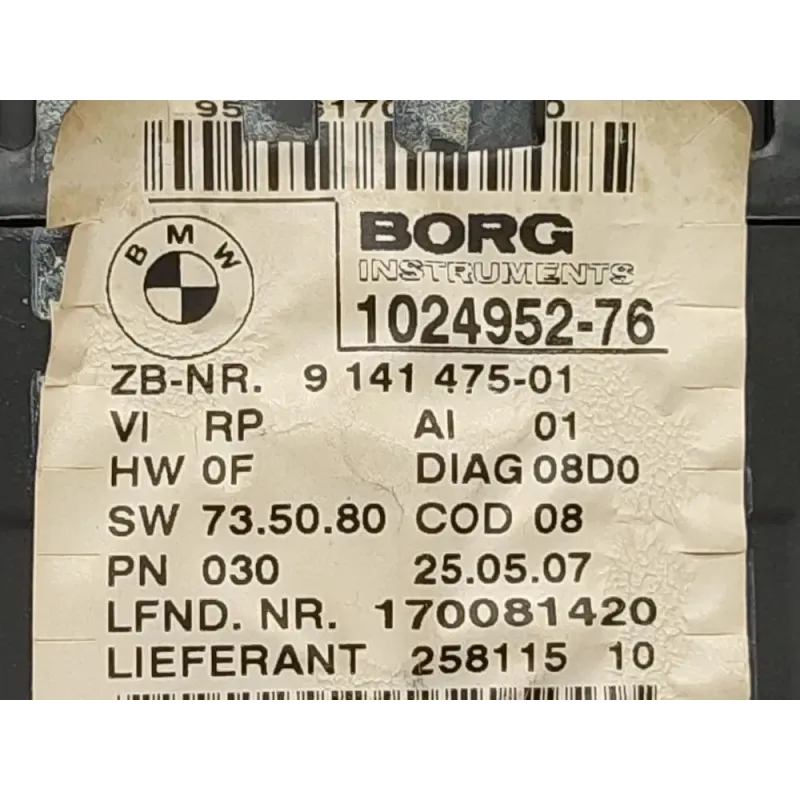 BMW
BORG
INSTRUMENTS
1024952-76
ZB-NR. 9 141 475-01
VI RP AI 01
HW 0F DIAG 08D0
SW 73.50.80 COD 08
PN 030 25.05.07
LFND. NR. 170081420
LIEFERANT 258115 10